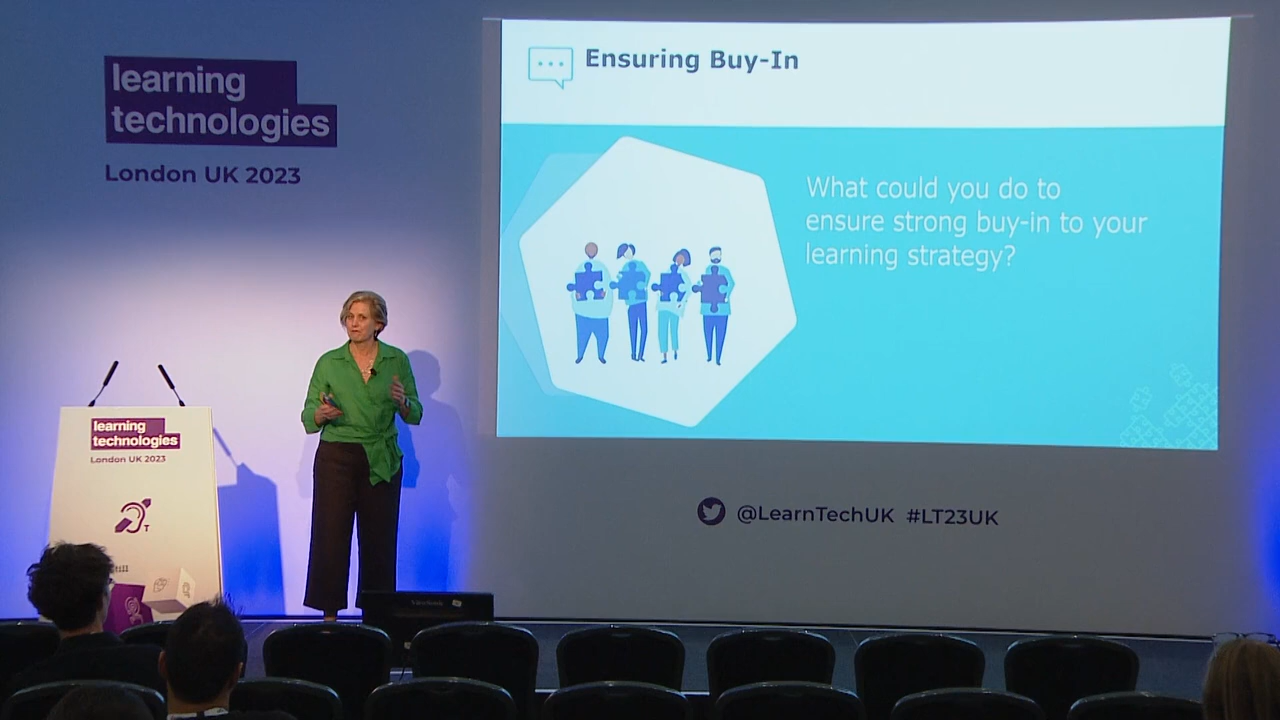 learning
technologies
London UK 2023
Ensuring Buy-In
What could you do to
ensure strong buy-in to your
learning strategy?
@LearnTechUK #LT23UK
learning
technologies
London UK 2023
T
ViewSonic